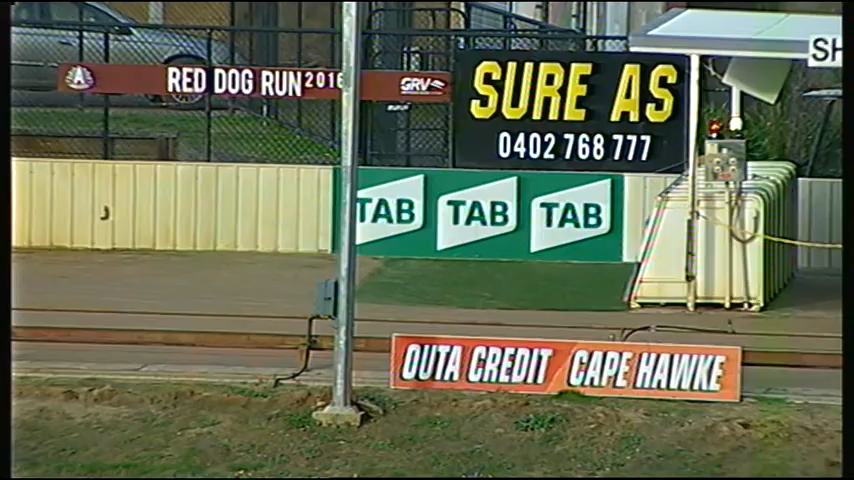 RED DOG RUN 2016 GRV
SURE AS
0402 768 777
SH
TAB TAB TAB
OUTA CREDIT CAPE HAWKE